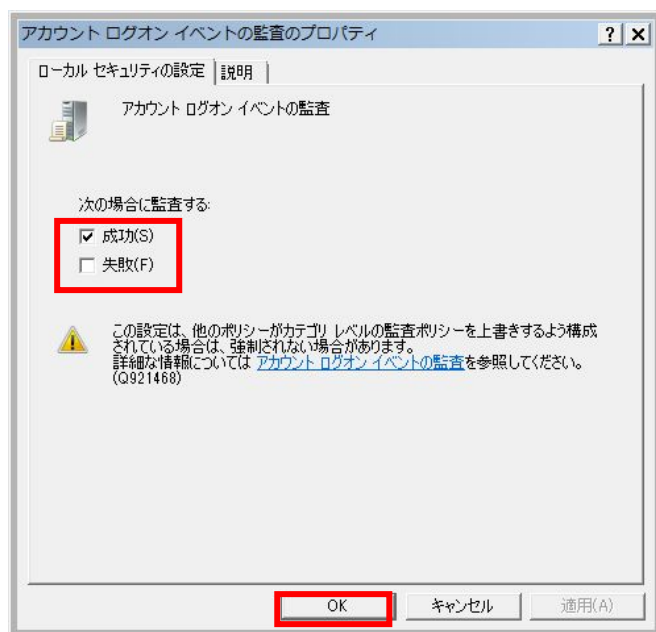 アカウント ログオン イベントの監査のプロパティ
ローカル セキュリティの設定 説明
アカウント ログオン イベントの監査
次の場合に監査する:
成功(S)
失敗(F)
この設定は、他のポリシーがカテゴリ レベルの監査ポリシーを上書きするよう構成
されている場合は、強制されない場合があります。
詳細な情報については アカウント ログオン イベントの監査を参照してください。
(Q921468)
OK キャンセル 適用(A)